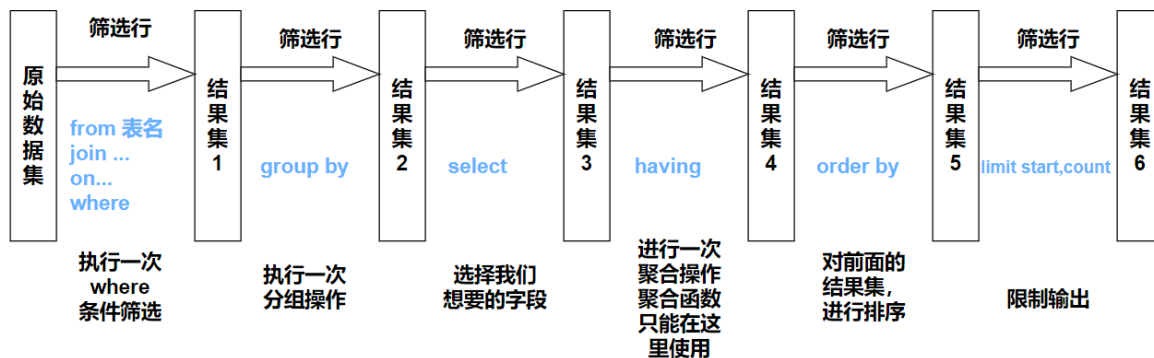 筛选行
筛选行
筛选行
筛选行
筛选行
筛选行
原始数据集
结果集1
结果集2
结果集3
结果集4
结果集5
结果集6
from 表名
join ...
on...
where
group by
select
having
order by
limit start,count
执行一次
where
条件筛选
执行一次
分组操作
选择我们
想要的字段
进行一次
聚合操作
聚合函数
只能在这
里使用
对前面的
结果集，
进行排序
限制输出